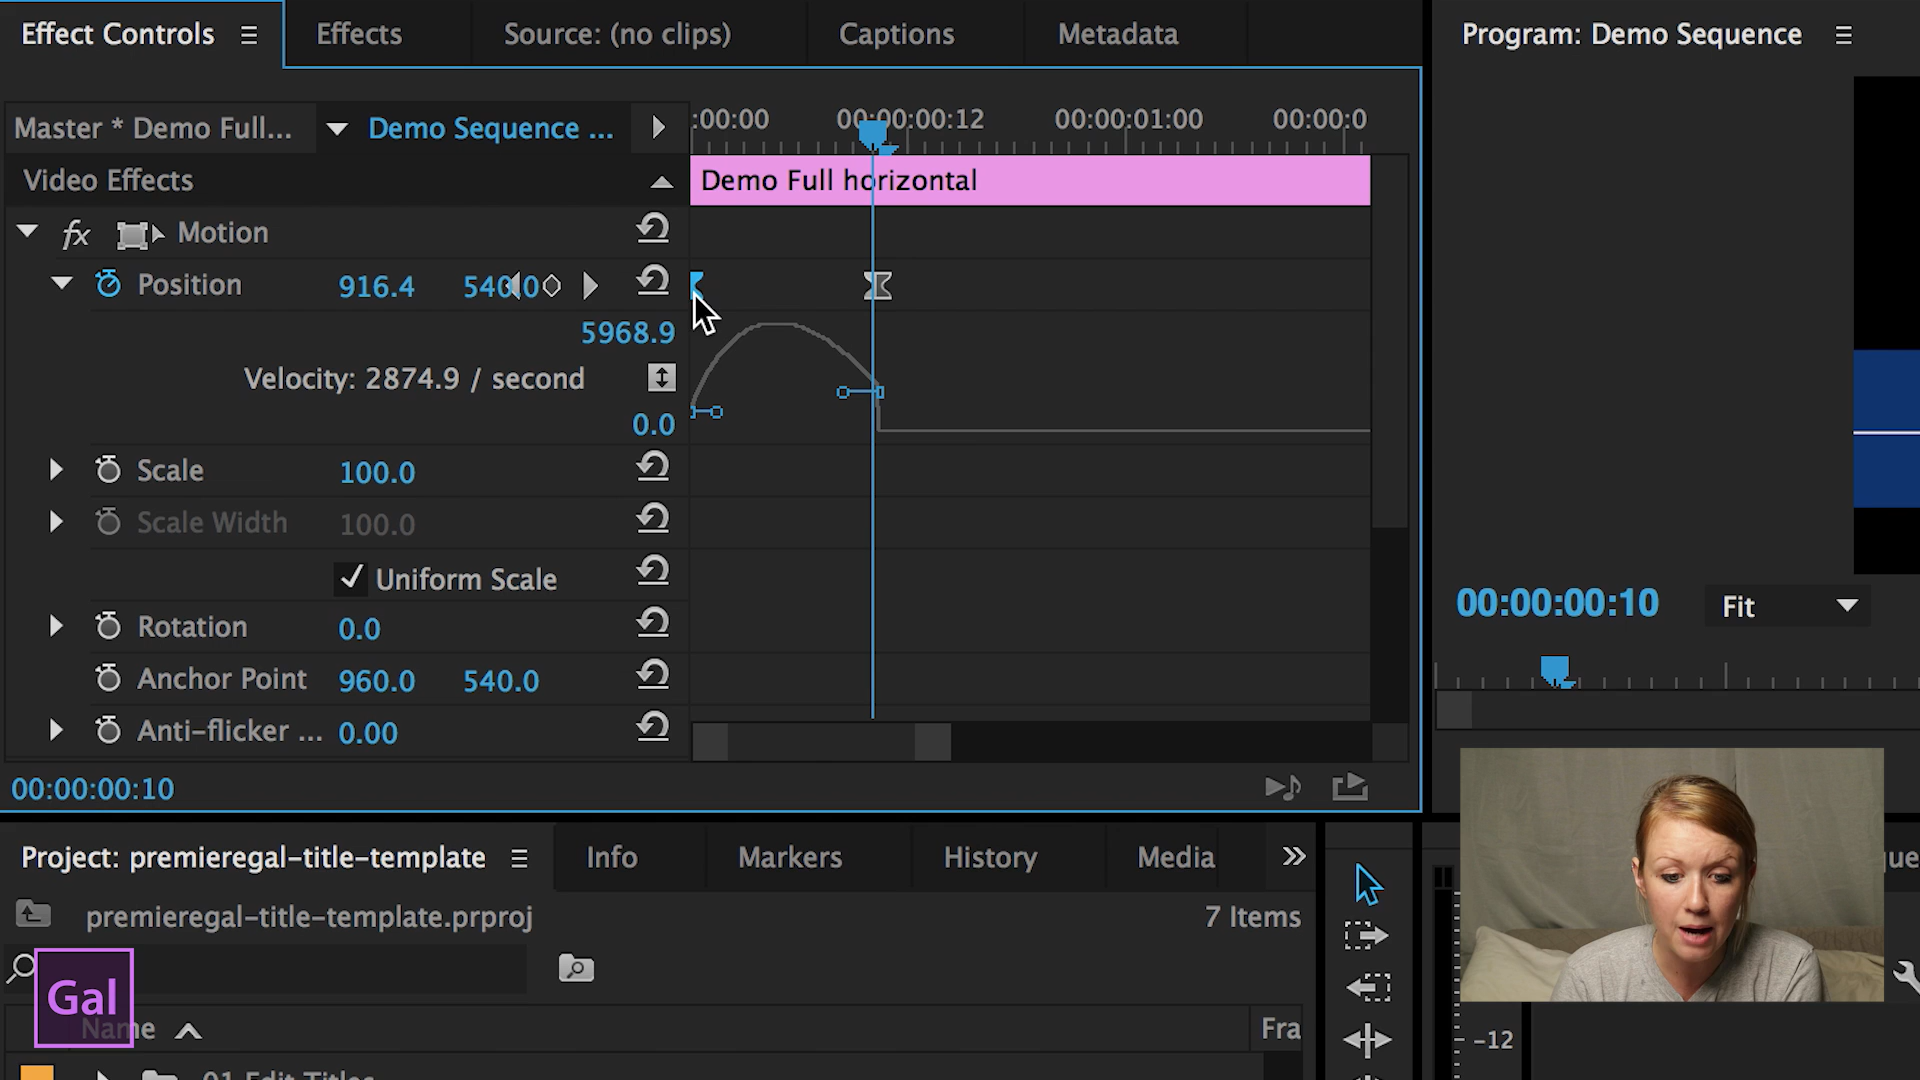 Effect Controls
Effects
Source: (no clips)
Captions
Metadata
Program: Demo Sequence
Master * Demo Full...
Demo Sequence ...
:00:00
00:00:00:12
00:00:01:00
00:00:0
Video Effects
Demo Full horizontal
fx
Motion
Position
916.4
540.0
5968.9
Velocity: 2874.9 / second
0.0
Scale
100.0
Scale Width
100.0
Uniform Scale
Rotation
0.0
Anchor Point
960.0
540.0
Anti-flicker ...
0.00
00:00:00:10
00:00:00:10
Fit
Project: premieregal-title-template
Info
Markers
History
Media
premieregal-title-template.prproj
7 Items
Gal
Name
Fra
01 Edit Titles
-12